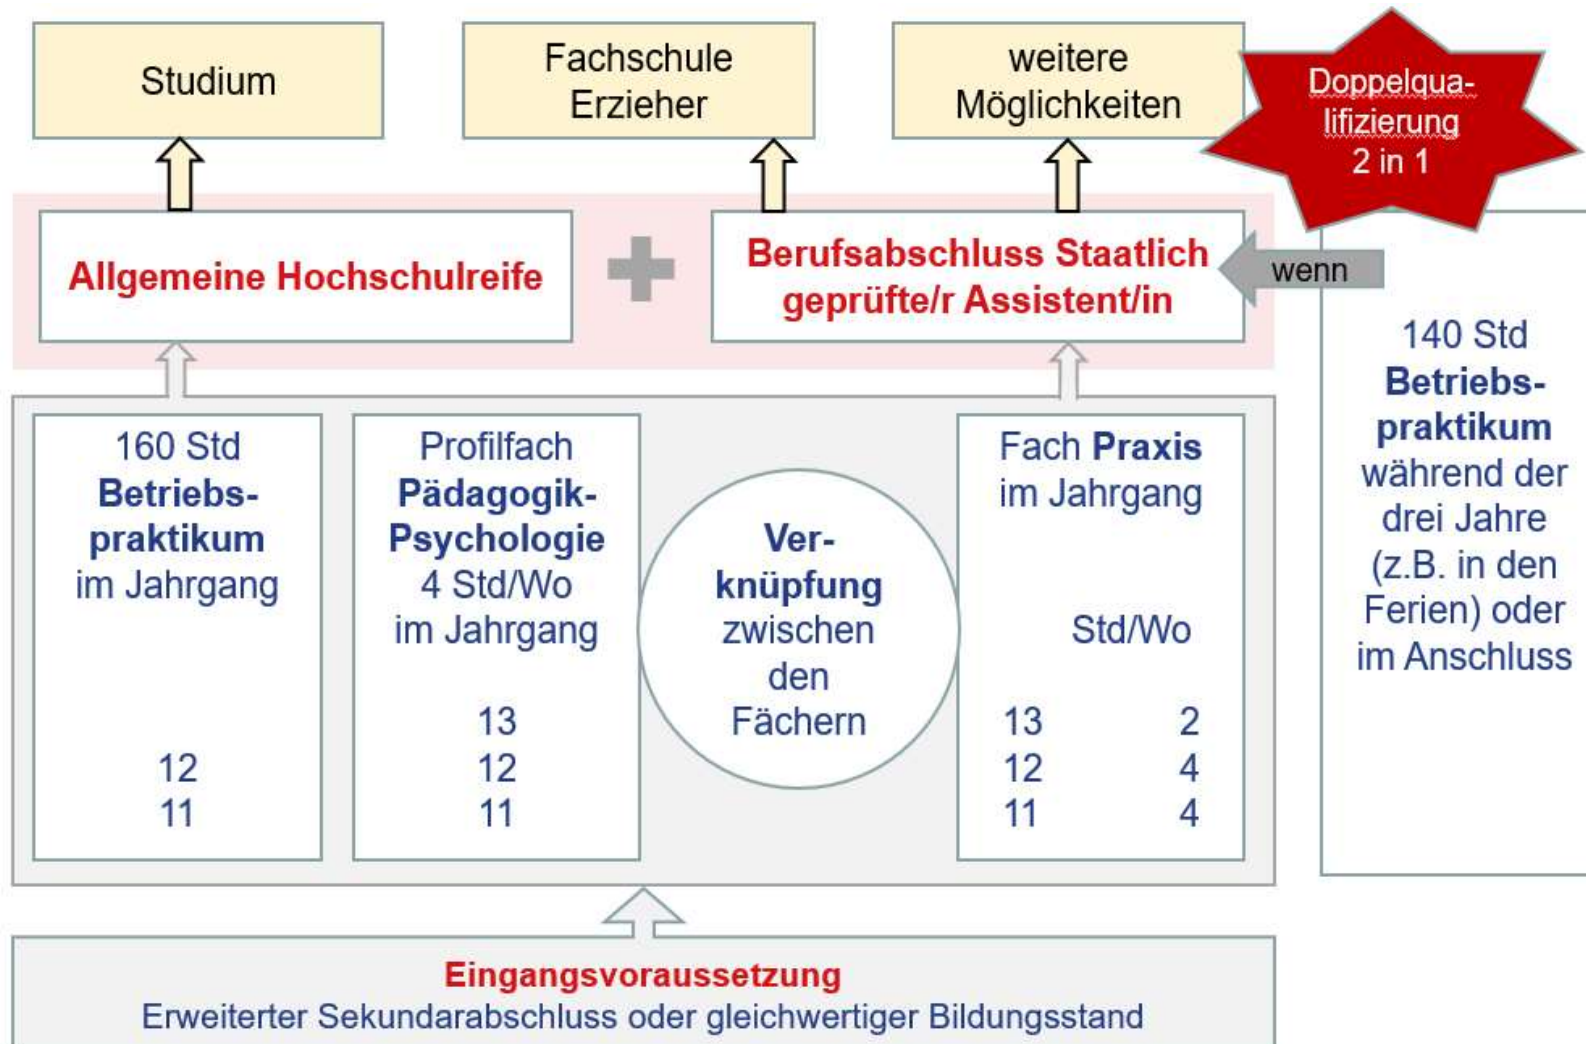 Studium
Fachschule
Erzieher
weitere
Möglichkeiten
Doppelqua-
lifizierung
2 in 1
Allgemeine Hochschulreife
Berufsabschluss Staatlich
geprüfte/r Assistent/in
wenn
160 Std
Betriebs-
praktikum
im Jahrgang
12
11
Profilfach
Pädagogik-
Psychologie
4 Std/Wo
im Jahrgang
13
12
11
Ver-
knüpfung
zwischen
den
Fächern
Fach Praxis
im Jahrgang
Std/Wo
13 2
12 4
11 4
140 Std
Betriebs-
praktikum
während der
drei Jahre
(z.B. in den
Ferien) oder
im Anschluss
Eingangsvoraussetzung
Erweiterter Sekundarabschluss oder gleichwertiger Bildungsstand